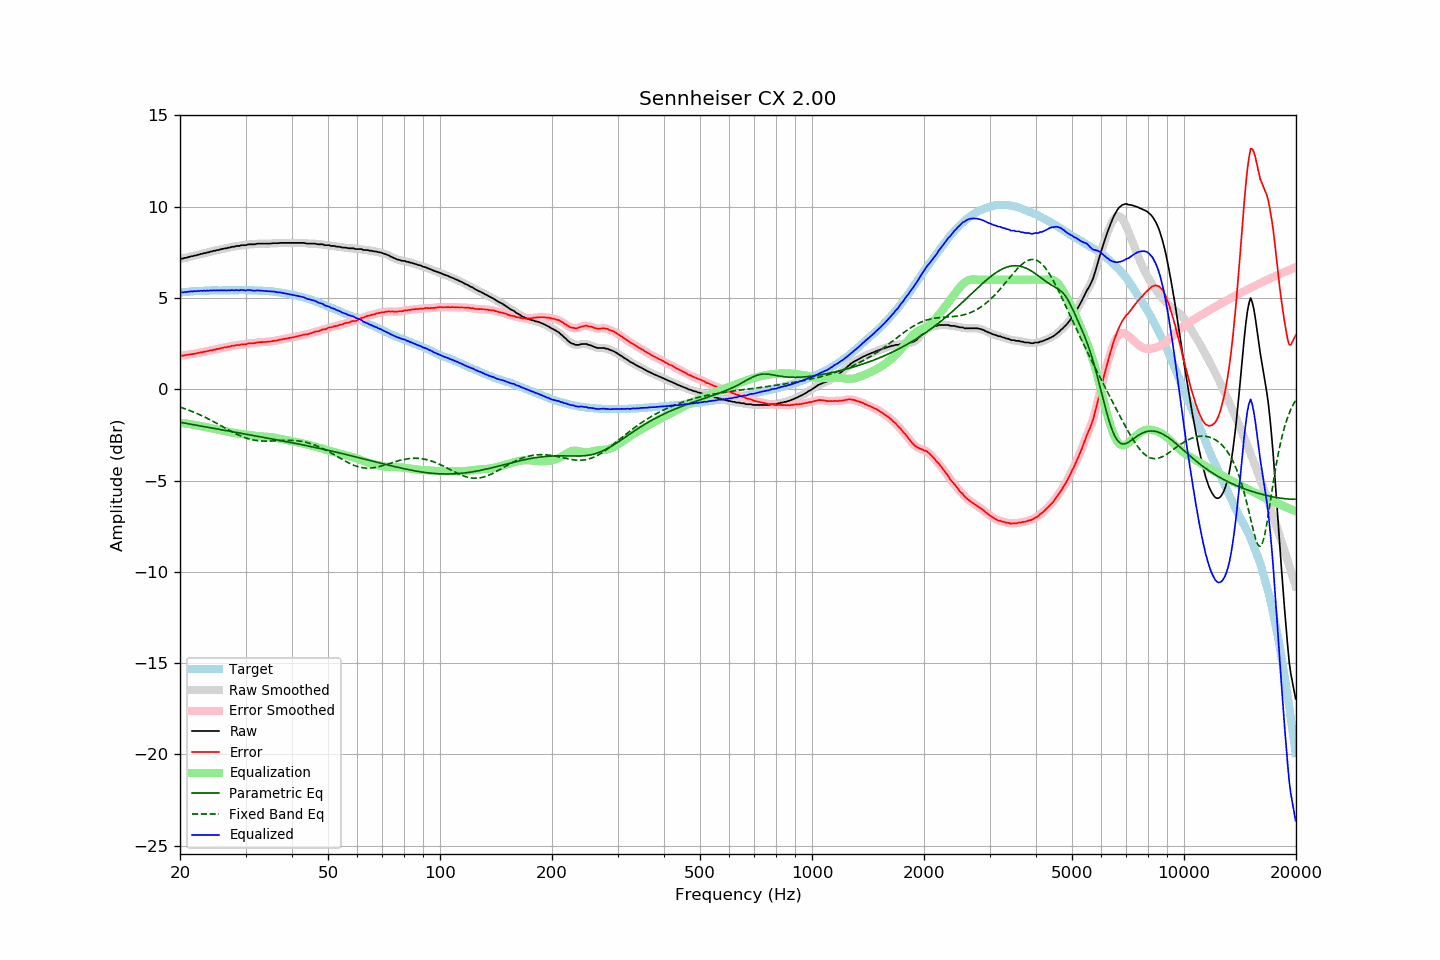 Sennheiser CX 2.00
15
10
5
0
−5
−10
−15
−20
−25
Amplitude (dBr)
Target
Raw Smoothed
Error Smoothed
Raw
Error
Equalization
Parametric Eq
Fixed Band Eq
Equalized
20 50 100 200 500 1000 2000 5000 10000 20000
Frequency (Hz)